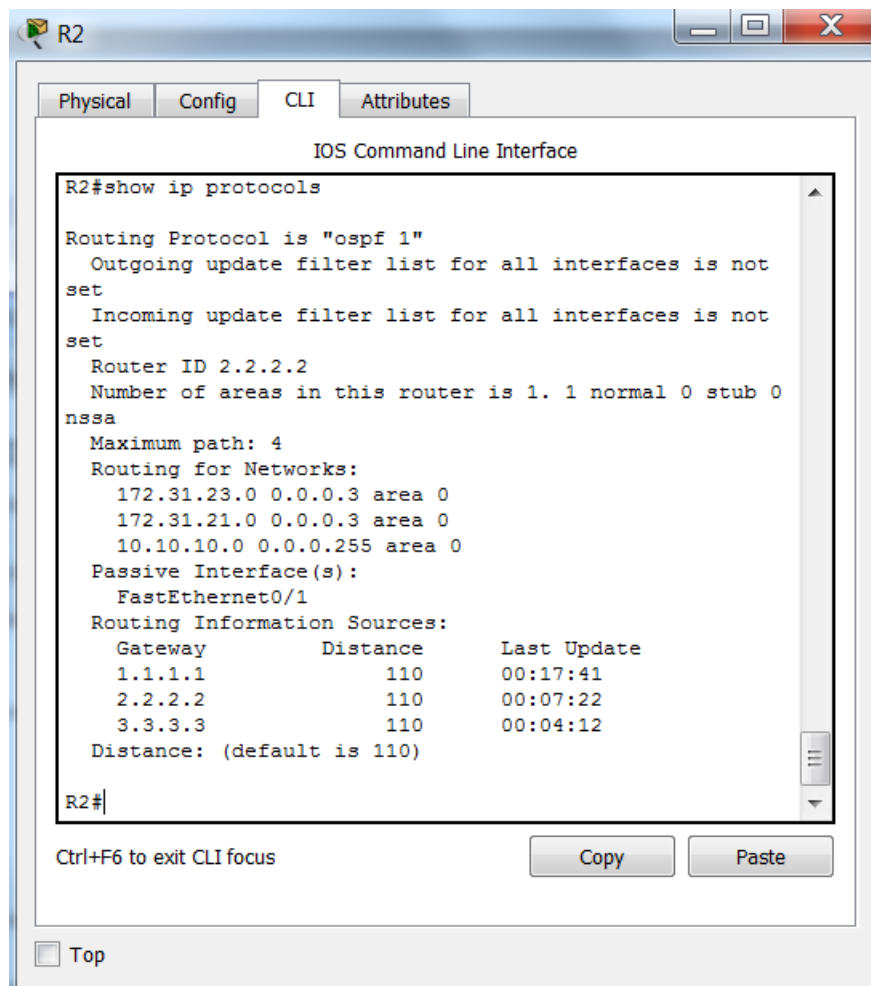 R2
Physical Config CLI Attributes
IOS Command Line Interface
R2#show ip protocols
Routing Protocol is "ospf 1"
Outgoing update filter list for all interfaces is not
set
Incoming update filter list for all interfaces is not
set
Router ID 2.2.2.2
Number of areas in this router is 1. 1 normal 0 stub 0
nssa
Maximum path: 4
Routing for Networks:
172.31.23.0 0.0.0.3 area 0
172.31.21.0 0.0.0.3 area 0
10.10.10.0 0.0.0.255 area 0
Passive Interface(s):
FastEthernet0/1
Routing Information Sources:
Gateway Distance Last Update
1.1.1.1 110 00:17:41
2.2.2.2 110 00:07:22
3.3.3.3 110 00:04:12
Distance: (default is 110)
R2#
Ctrl+F6 to exit CLI focus Copy Paste
Top